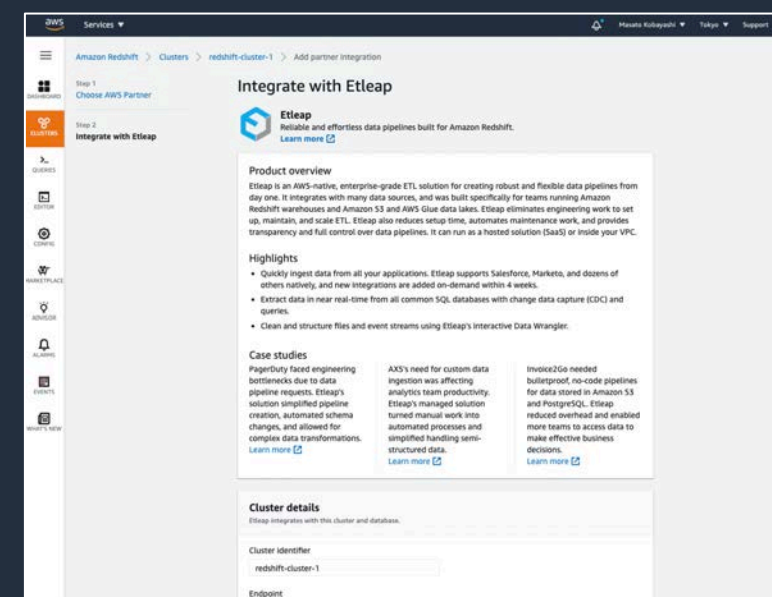 aws
Services
Masato Kobayashi
Tokyo
Support
Amazon Redshift > Clusters > redshift-cluster-1 > Add partner integration
DASHBOARD
CLUSTERS
QUERIES
EDITOR
CONFIG
MARKETPLACE
ADVISOR
ALARMS
EVENTS
WHAT'S NEW
Step 1
Choose AWS Partner
Step 2
Integrate with Etleap
Integrate with Etleap
Etleap
Reliable and effortless data pipelines built for Amazon Redshift.
Learn more
Product overview
Etleap is an AWS-native, enterprise-grade ETL solution for creating robust and flexible data pipelines from
day one. It integrates with many data sources, and was built specifically for teams running Amazon
Redshift warehouses and Amazon S3 and AWS Glue data lakes. Etleap eliminates engineering work to set
up, maintain, and scale ETL. Etleap also reduces setup time, automates maintenance work, and provides
transparency and full control over data pipelines. It can run as a hosted solution (SaaS) or inside your VPC.
Highlights
• Quickly ingest data from all your applications. Etleap supports Salesforce, Marketo, and dozens of
others natively, and new integrations are added on-demand within 4 weeks.
• Extract data in near real-time from all common SQL databases with change data capture (CDC) and
queries.
• Clean and structure files and event streams using Etleap's interactive Data Wrangler.
Case studies
PagerDuty faced engineering
bottlenecks due to data
pipeline requests. Etleap's
solution simplified pipeline
creation, automated schema
changes, and allowed for
complex data transformations.
Learn more
AXS's need for custom data
ingestion was affecting
analytics team productivity.
Etleap's managed solution
turned manual work into
automated processes and
simplified handling semi-
structured data.
Learn more
Invoice2Go needed
bulletproof, no-code pipelines
for data stored in Amazon S3
and PostgreSQL. Etleap
reduced overhead and enabled
more teams to access data to
make effective business
decisions.
Learn more
Cluster details
Etleap integrates with this cluster and database.
Cluster identifier
redshift-cluster-1
Endpoint